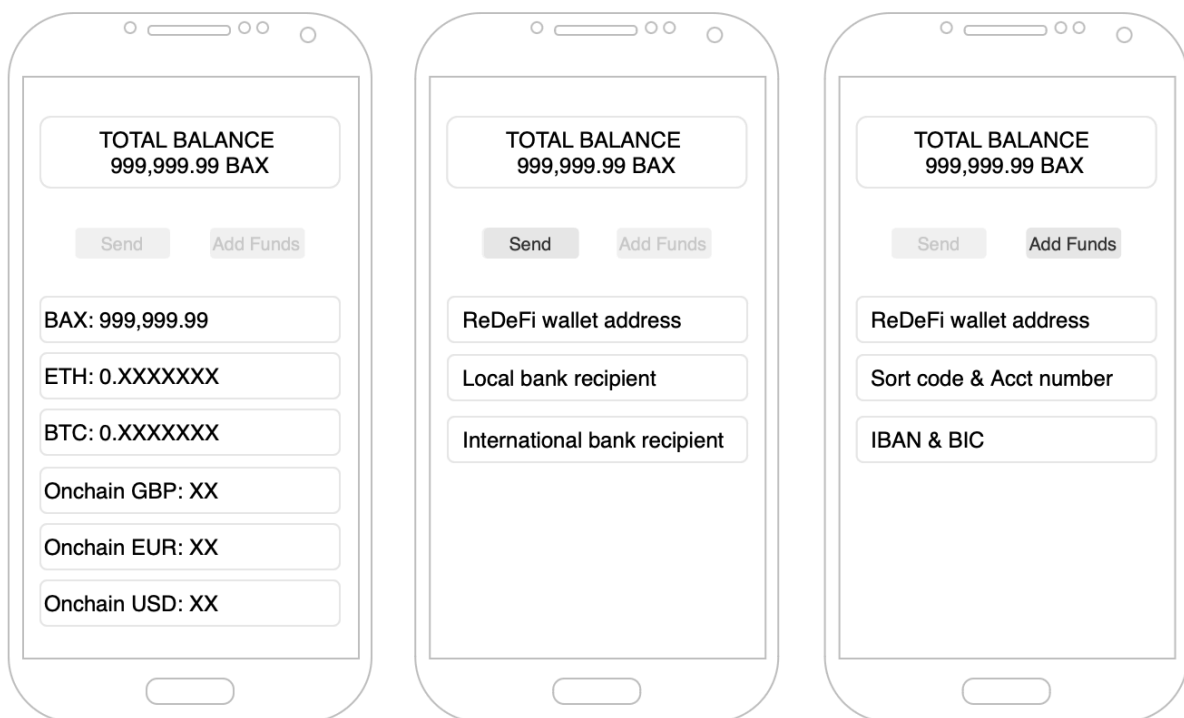 TOTAL BALANCE
999,999.99 BAX
Send
Add Funds
BAX: 999,999.99
ETH: 0.XXXXXXX
BTC: 0.XXXXXXX
Onchain GBP: XX
Onchain EUR: XX
Onchain USD: XX
TOTAL BALANCE
999,999.99 BAX
Send
Add Funds
ReDeFi wallet address
Local bank recipient
International bank recipient
TOTAL BALANCE
999,999.99 BAX
Send
Add Funds
ReDeFi wallet address
Sort code & Acct number
IBAN & BIC